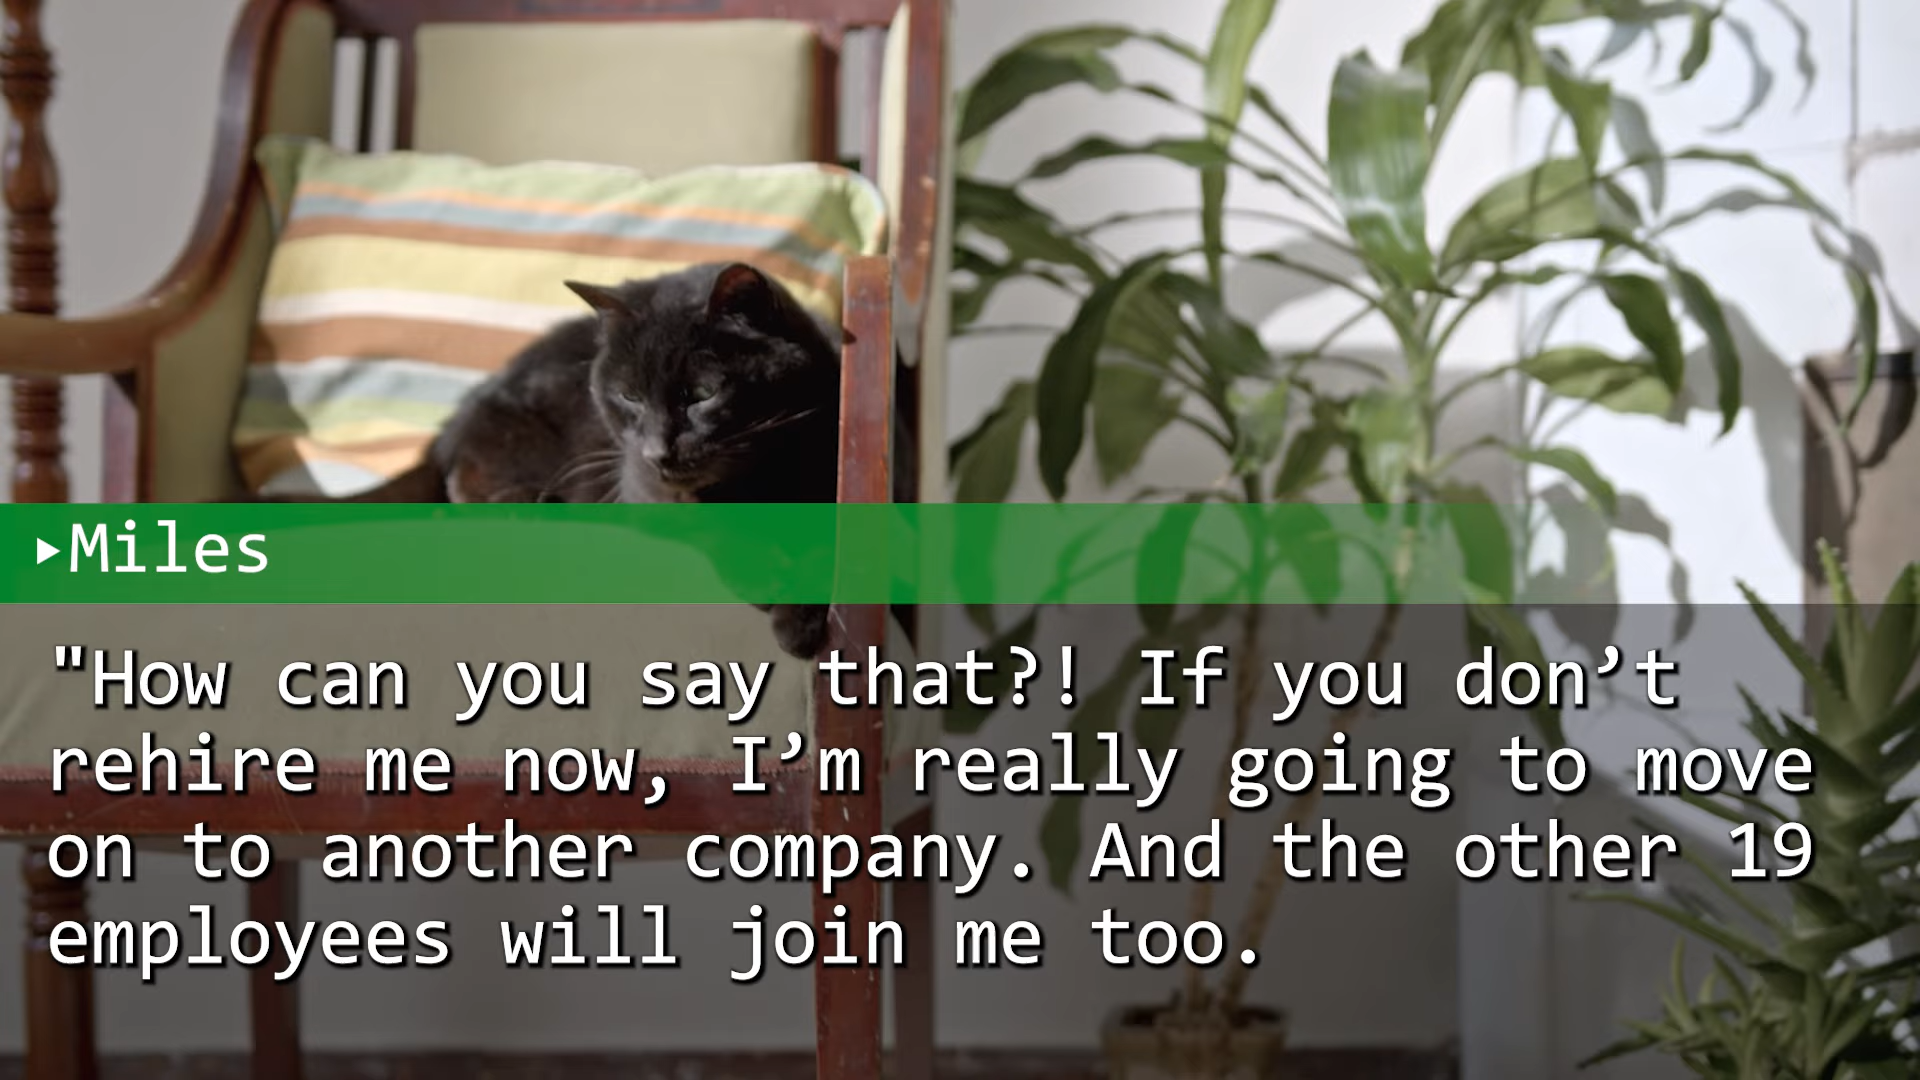 ▶Miles
"How can you say that?! If you don’t
rehire me now, I’m really going to move
on to another company. And the other 19
employees will join me too.